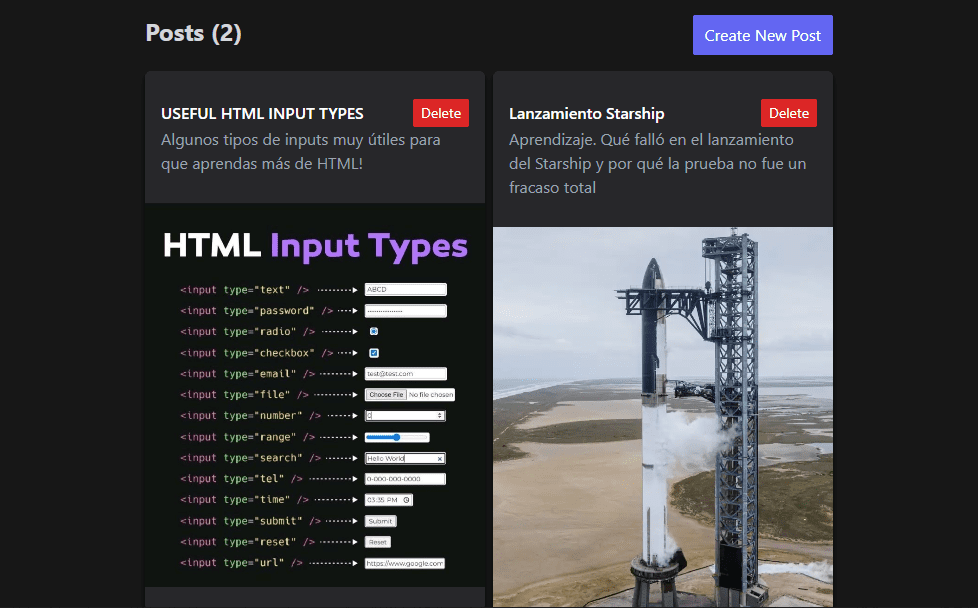 Posts (2)
Create New Post
USEFUL HTML INPUT TYPES
Delete
Algunos tipos de inputs muy útiles para
que aprendas más de HTML!
HTML Input Types
<input type="text" /> ABCD
<input type="password" /> ••••••••••••••••
<input type="radio" />
<input type="checkbox" />
<input type="email" /> test@test.com
<input type="file" /> Choose File No file chosen
<input type="number" />
<input type="range" />
<input type="search" /> Hello World
<input type="tel" /> 0-000-000-0000
<input type="time" /> 03:35 PM
<input type="submit" /> Submit
<input type="reset" /> Reset
<input type="url" /> https://www.google.com
Lanzamiento Starship
Delete
Aprendizaje. Qué falló en el lanzamiento
del Starship y por qué la prueba no fue un
fracaso total